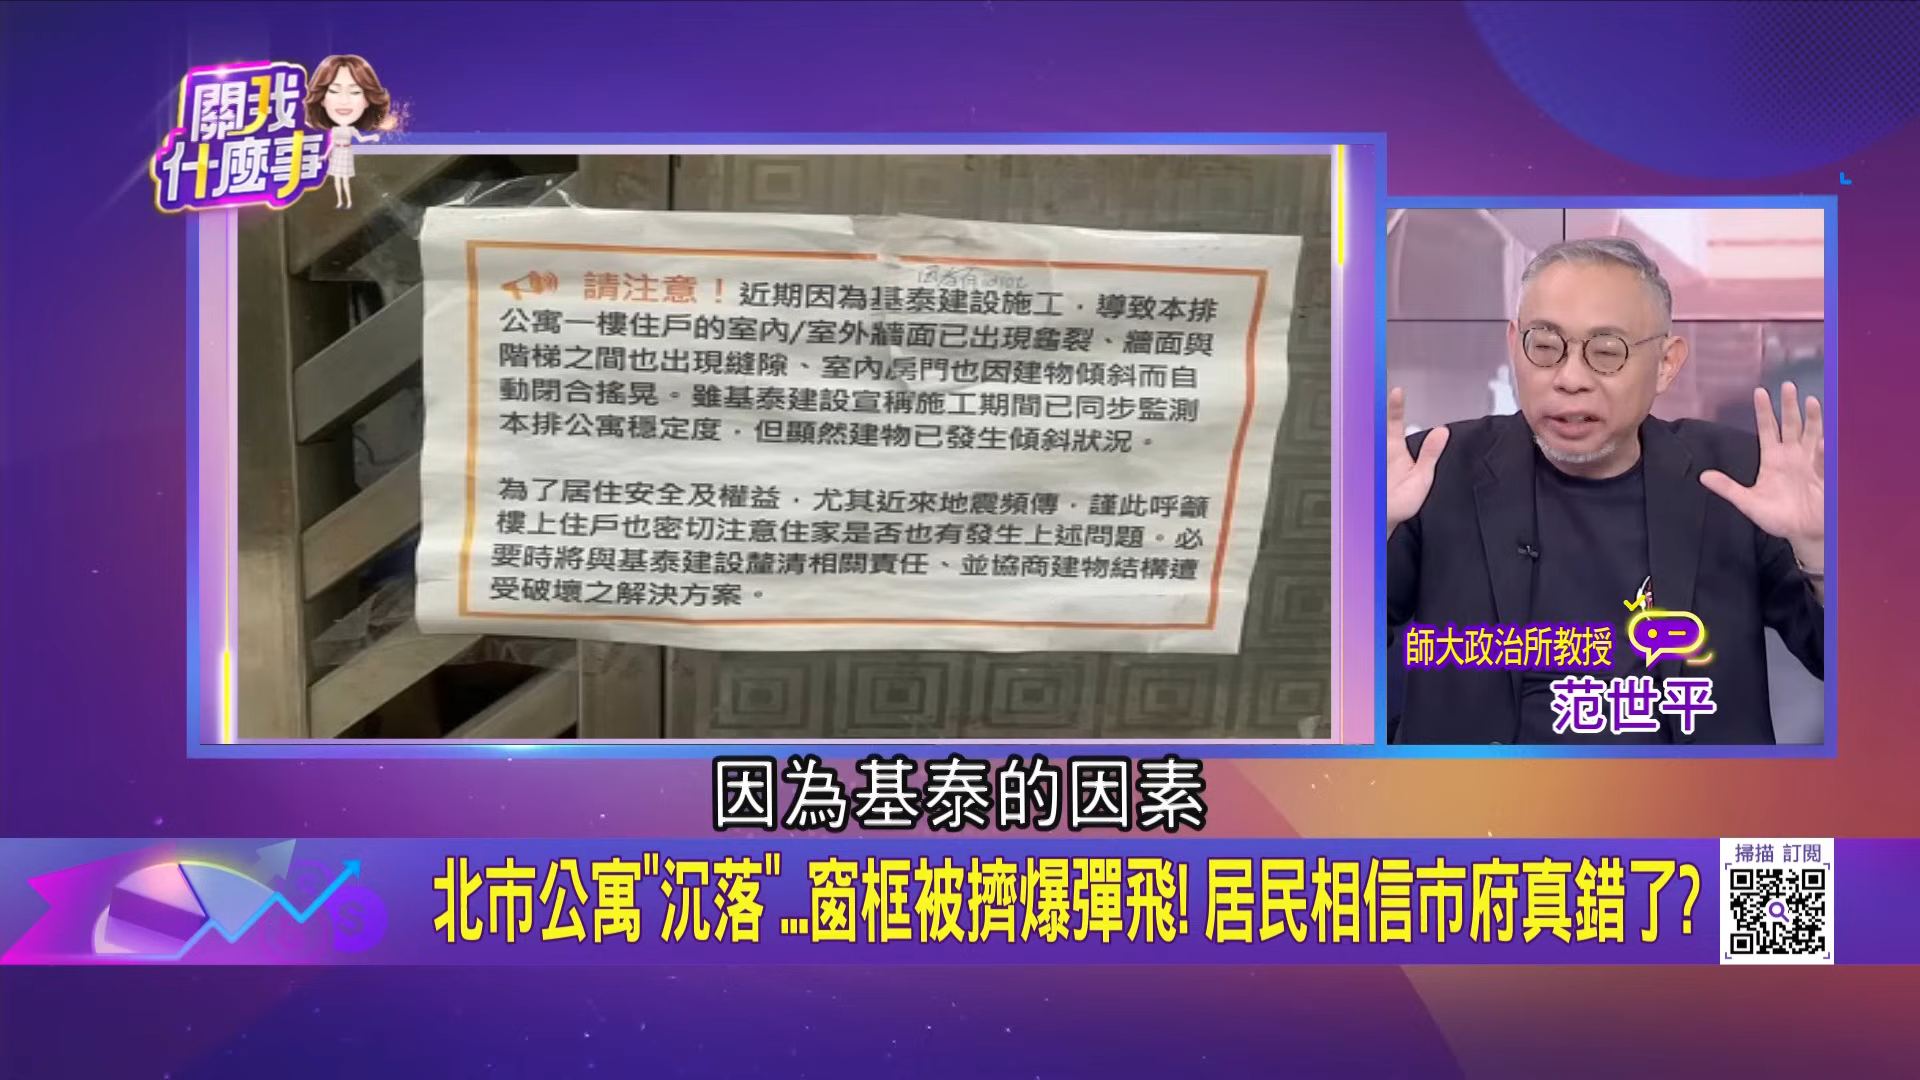 關我
什麼事
請注意！近期因為基泰建設施工，導致本排
公寓一樓住戶的室內/室外牆面已出現龜裂、牆面與
階梯之間也出現縫隙、室內房門也因建物傾斜而自
動閉合搖晃。雖基泰建設宣稱施工期間已同步監測
本排公寓穩定度，但顯然建物已發生傾斜狀況。
為了居住安全及權益，尤其近來地震頻傳，謹此呼籲
樓上住戶也密切注意住家是否也有發生上述問題。必
要時將與基泰建設釐清相關責任、並協商建物結構遭
受破壞之解決方案。
師大政治所教授
范世平
因為基泰的因素
北市公寓"沉落"...窗框被擠爆彈飛! 居民相信市府真錯了?
掃描 訂閱